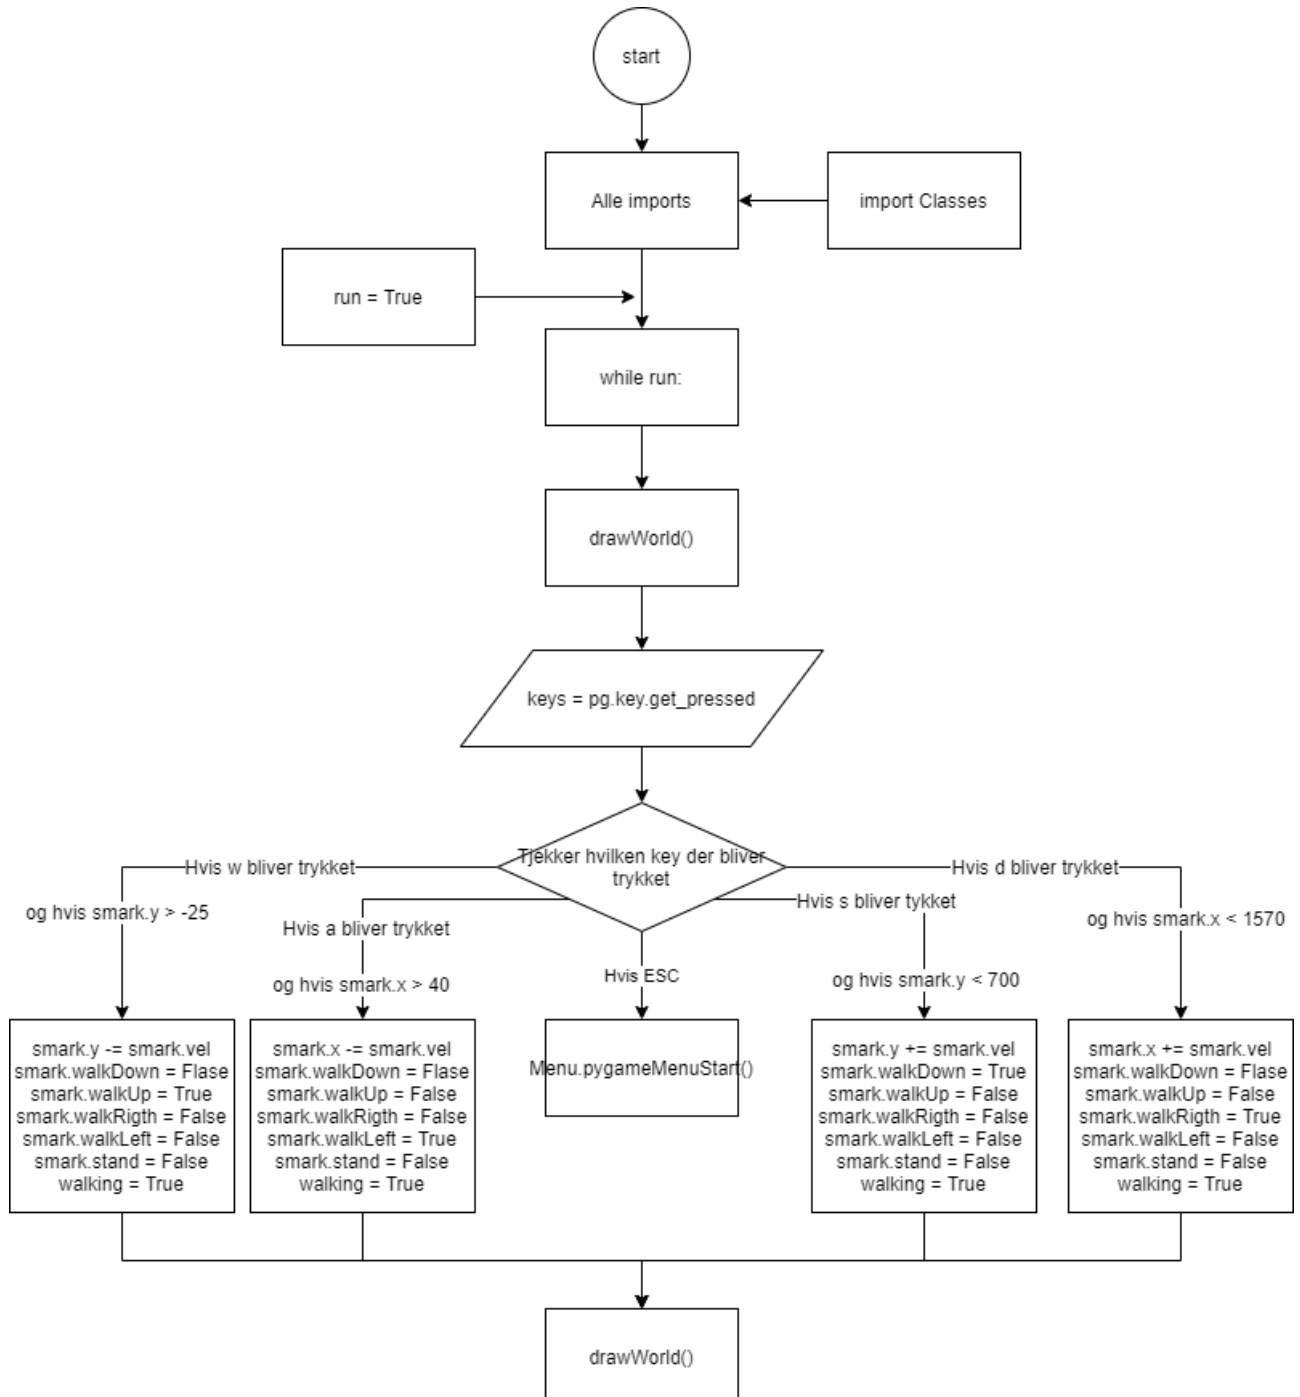 start
Alle imports
import Classes
run = True
while run:
drawWorld()
keys = pg.key.get_pressed
Tjekker hvilken key der bliver
trykket
Hvis w bliver trykket
og hvis smark.y > -25
Hvis a bliver trykket
og hvis smark.x > 40
Hvis ESC
Hvis s bliver tykket
og hvis smark.y < 700
Hvis d bliver trykket
og hvis smark.x < 1570
smark.y -= smark.vel
smark.walkDown = Flase
smark.walkUp = True
smark.walkRigth = False
smark.walkLeft = False
smark.stand = False
walking = True
smark.x -= smark.vel
smark.walkDown = Flase
smark.walkUp = False
smark.walkRigth = False
smark.walkLeft = True
smark.stand = False
walking = True
Menu.pygameMenuStart()
smark.y += smark.vel
smark.walkDown = True
smark.walkUp = False
smark.walkRigth = False
smark.walkLeft = False
smark.stand = False
walking = True
smark.x += smark.vel
smark.walkDown = Flase
smark.walkUp = False
smark.walkRigth = True
smark.walkLeft = False
smark.stand = False
walking = True
drawWorld()